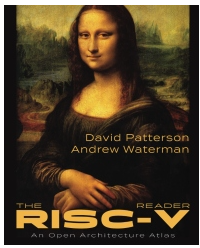 David Patterson
Andrew Waterman
THE READER
RISC-V
An Open Architecture Atlas